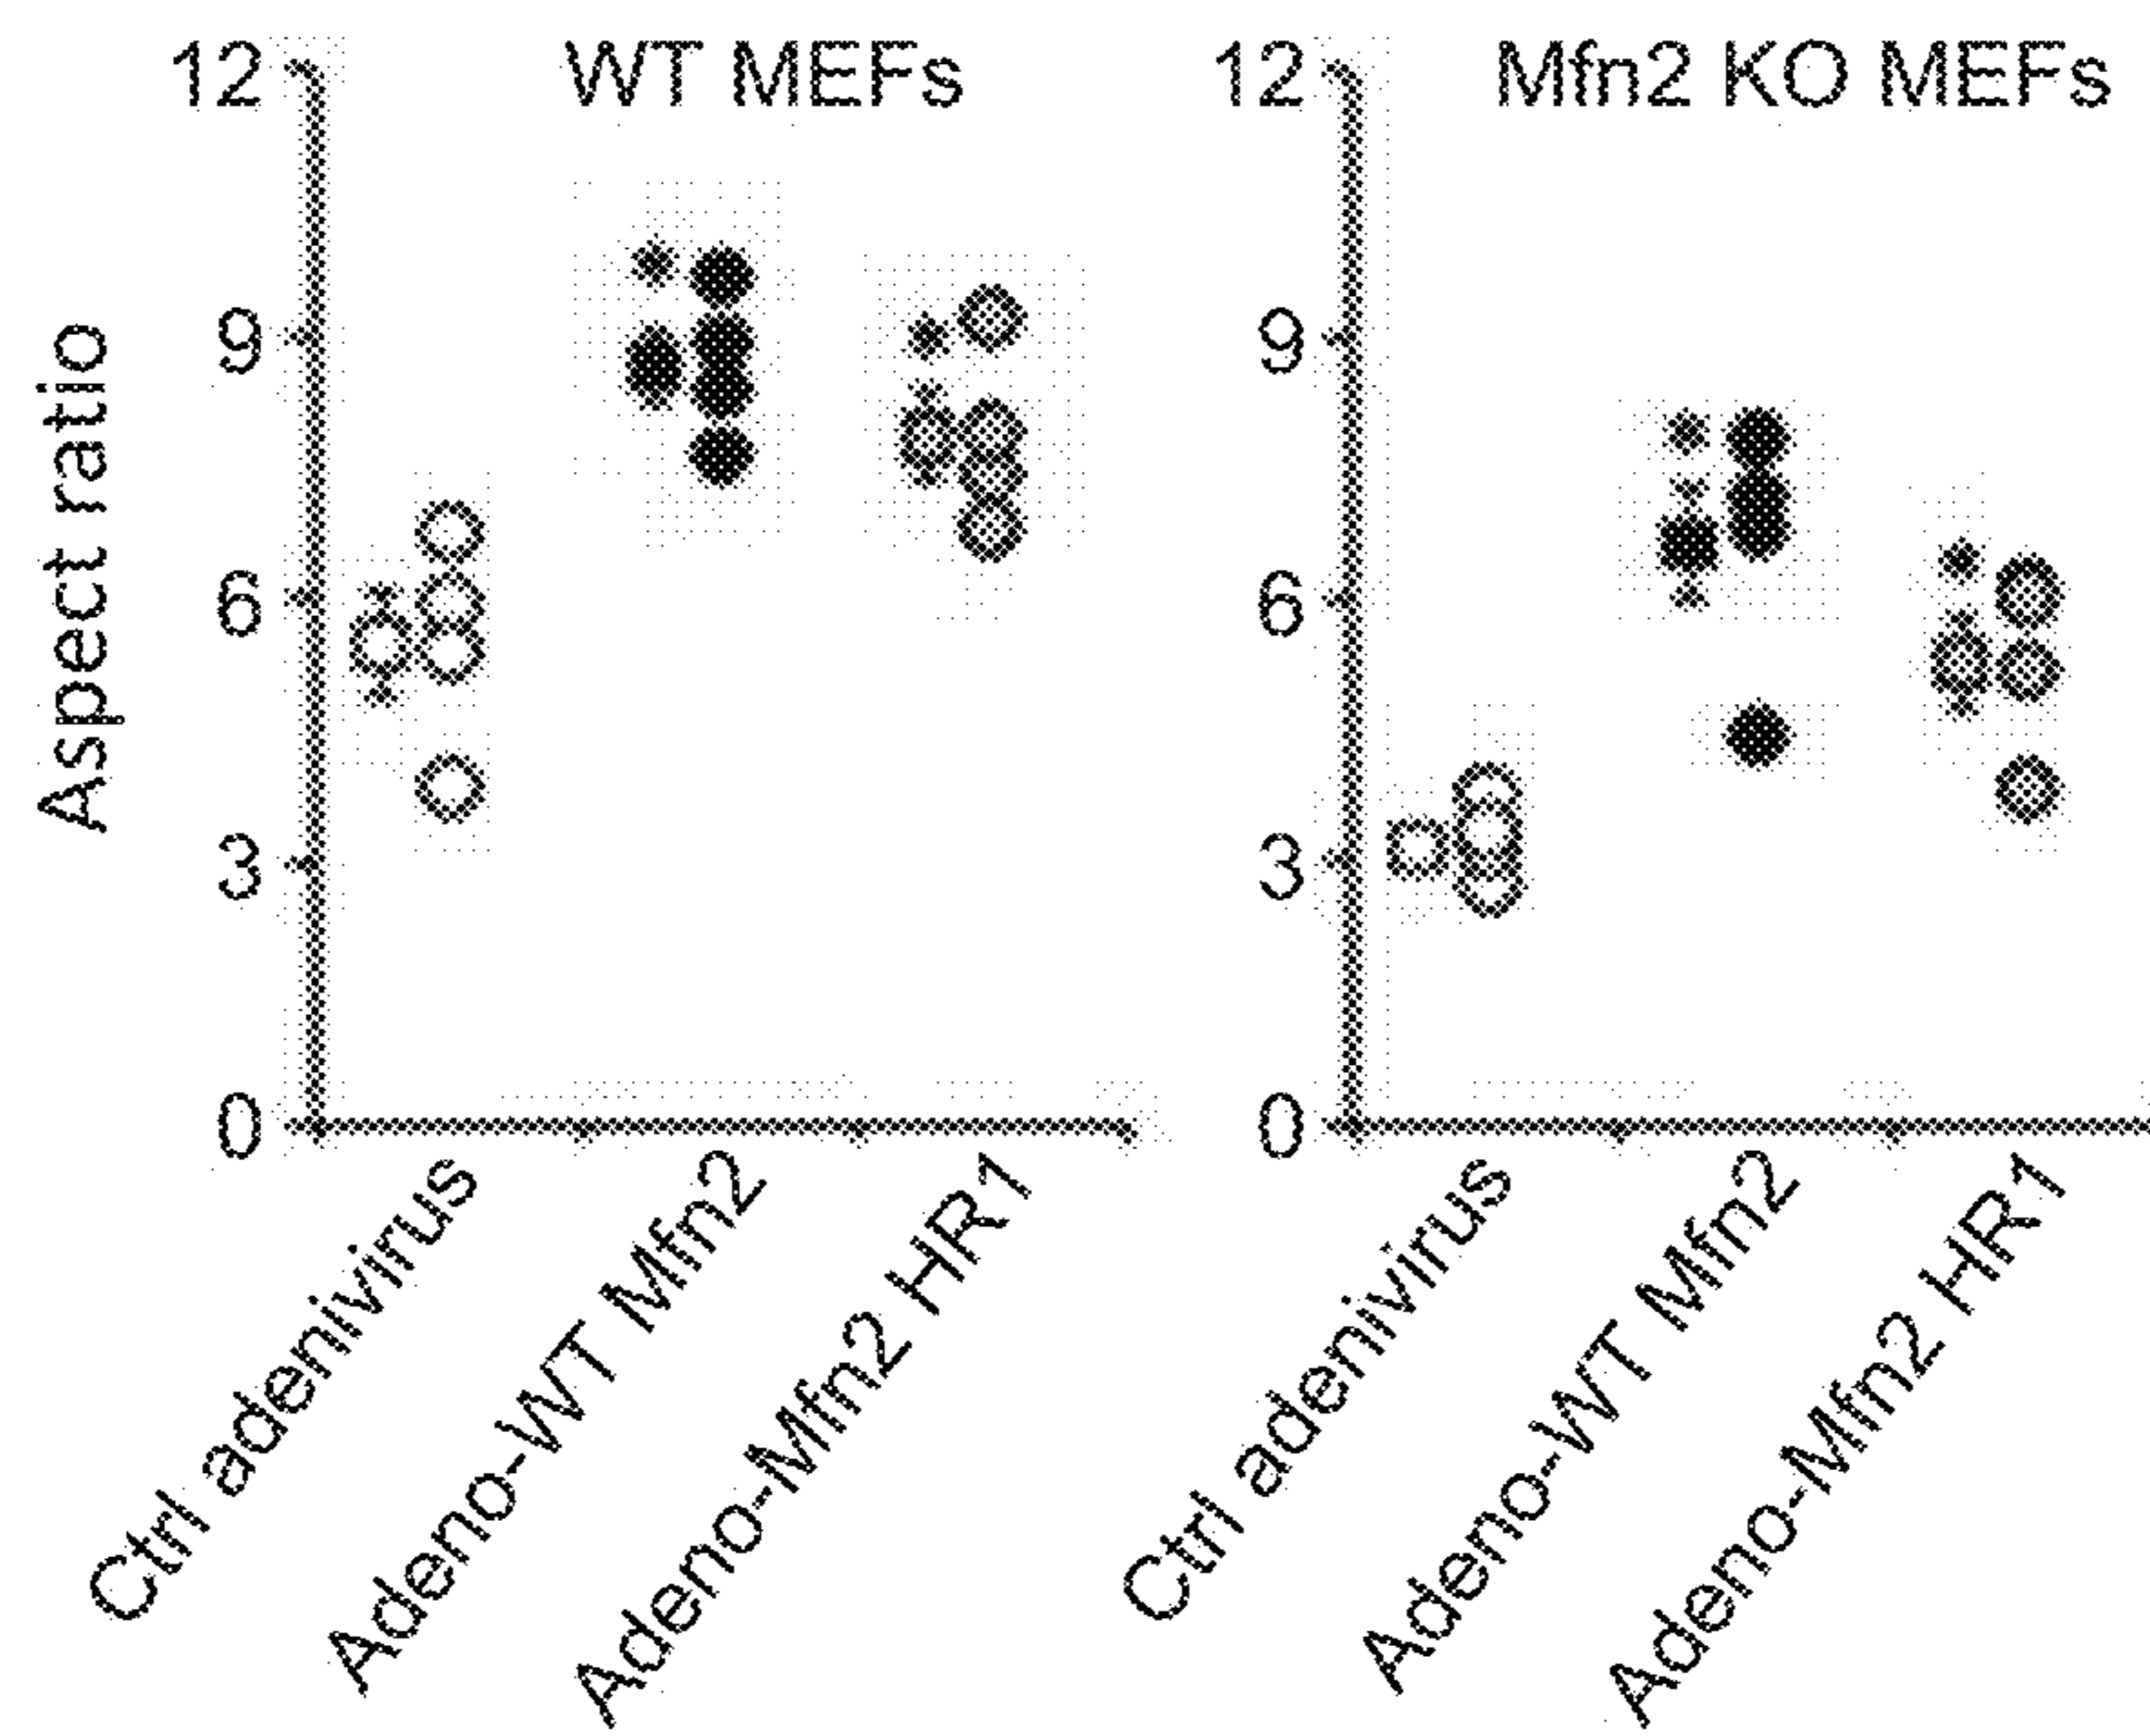 WT MEFs
Aspect ratio
12
9
6
3
0
Ctrl adenivirus
Adeno-WT Mfn2
Adeno-Mfn2 HR1
Mfn2 KO MEFs
12
9
6
3
0
Ctrl adenivirus
Adeno-WT Mfn2
Adeno-Mfn2 HR1
*
*
*
*